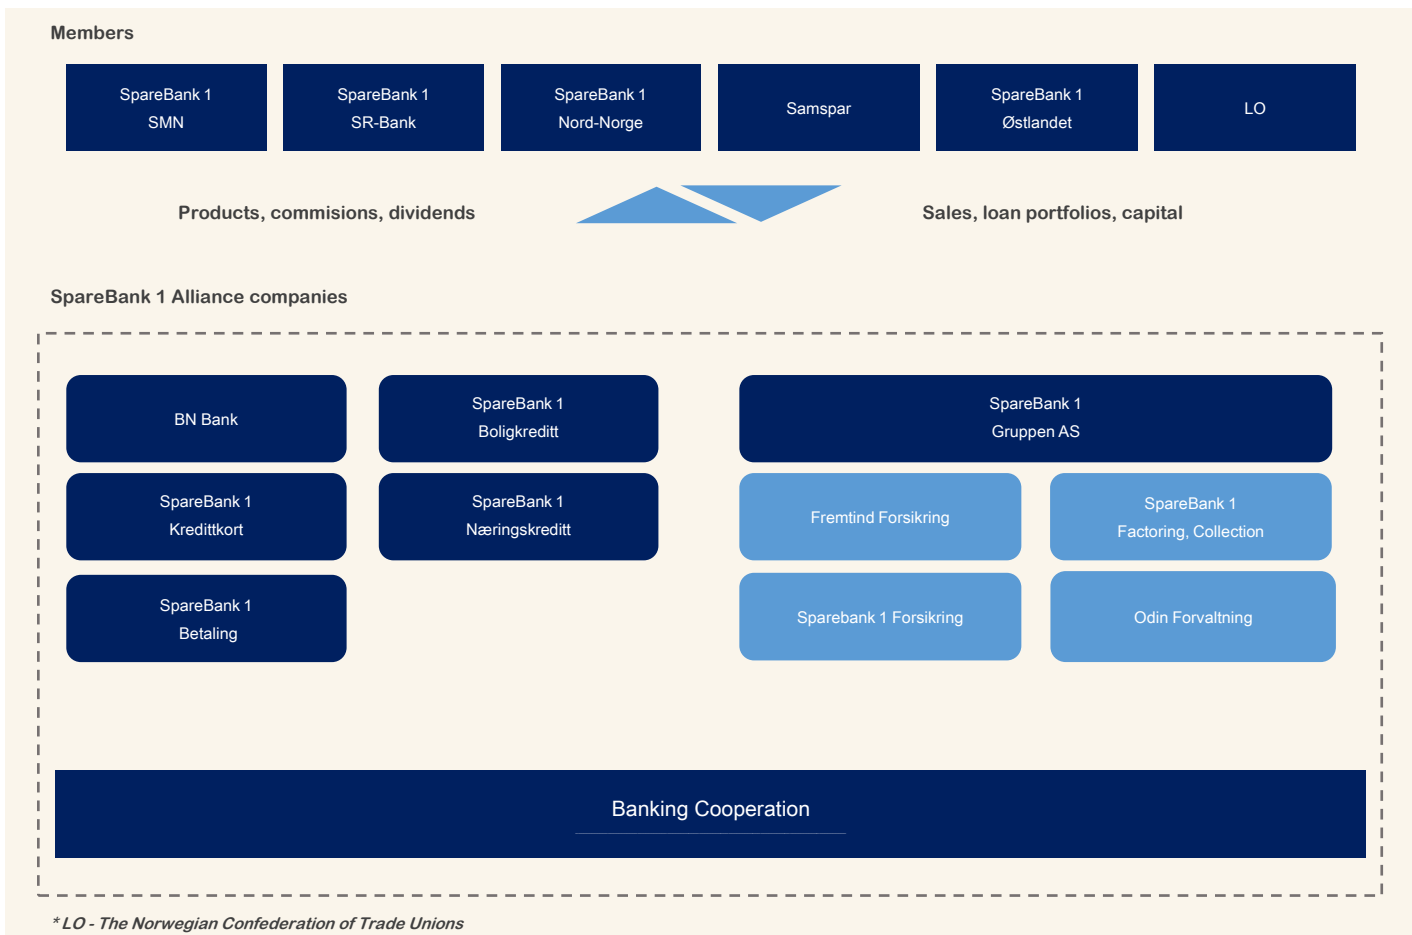 Members
SpareBank 1
SMN
SpareBank 1
SR-Bank
SpareBank 1
Nord-Norge
Samspar
SpareBank 1
Østlandet
LO
Products, commisions, dividends
Sales, loan portfolios, capital
SpareBank 1 Alliance companies
BN Bank
SpareBank 1
Boligkreditt
SpareBank 1
Gruppen AS
SpareBank 1
Kredittkort
SpareBank 1
Næringskreditt
Fremtind Forsikring
SpareBank 1
Factoring, Collection
SpareBank 1
Betaling
Sparebank 1 Forsikring
Odin Forvaltning
Banking Cooperation
* LO - The Norwegian Confederation of Trade Unions